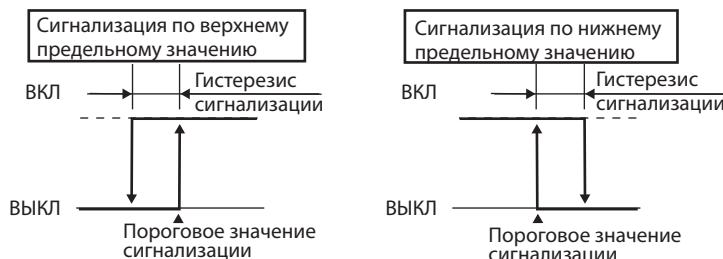 Сигнализация по верхнему
предельному значению
ВКЛ
Гистерезис
сигнализации
ВЫКЛ
Пороговое значение
сигнализации
Сигнализация по нижнему
предельному значению
ВКЛ
Гистерезис
сигнализации
ВЫКЛ
Пороговое значение
сигнализации